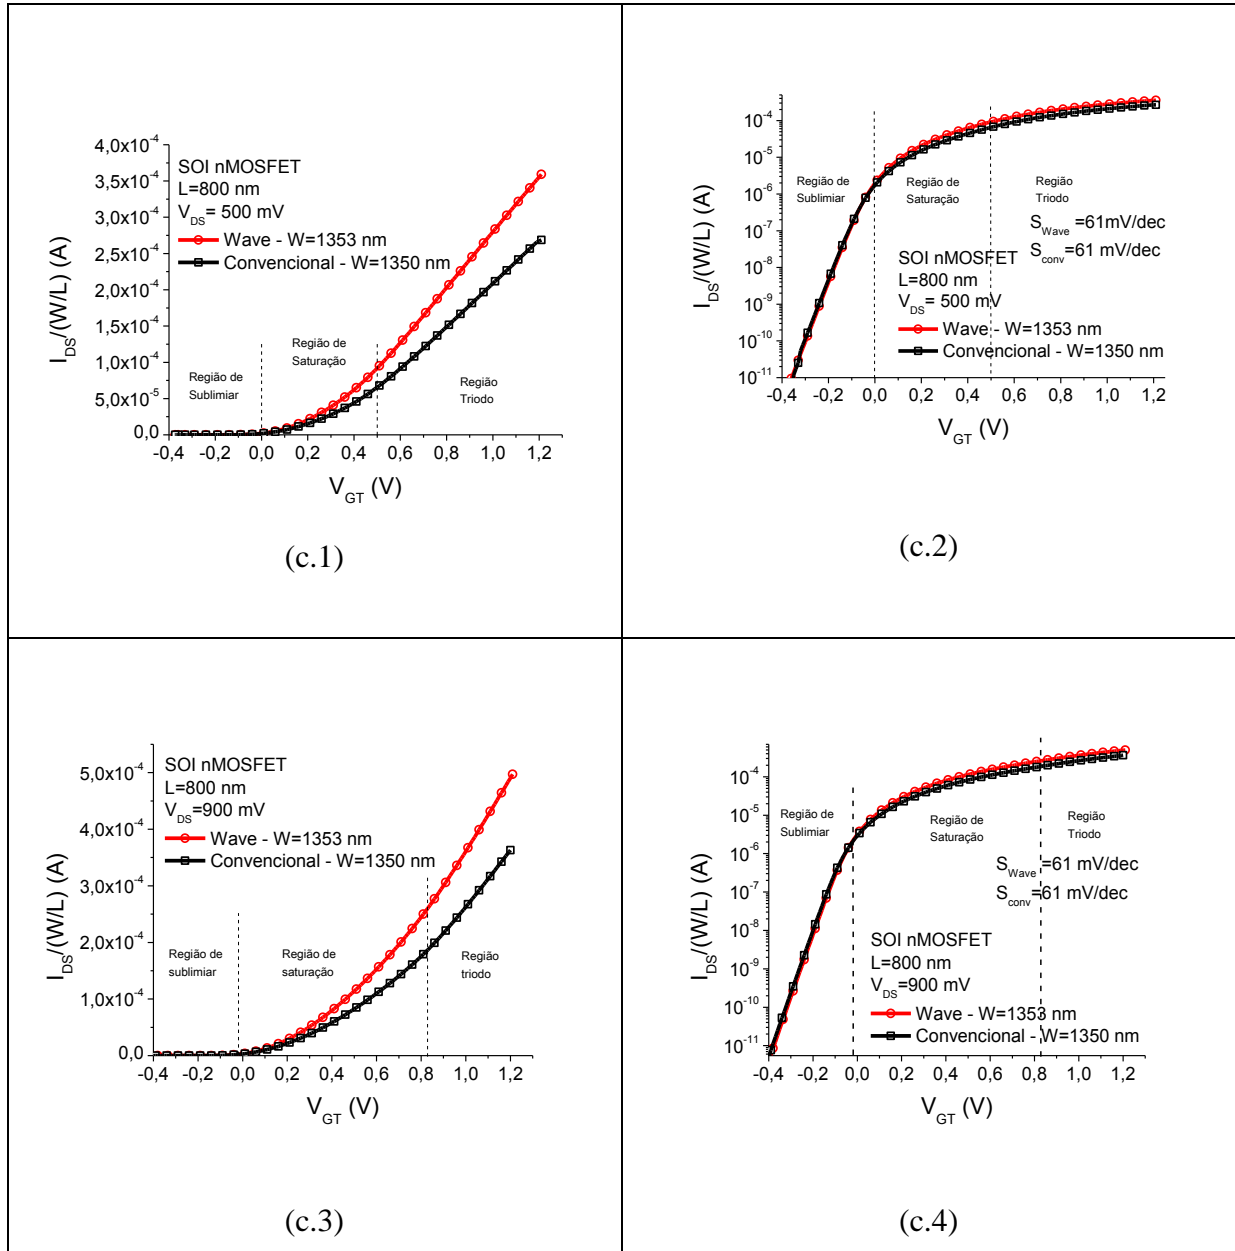 4,0x10-4
3,5x10-4
3,0x10-4
2,5x10-4
2,0x10-4
1,5x10-4
1,0x10-4
5,0x10-5
0,0
IDS/(W/L) (A)
SOI nMOSFET
L=800 nm
VDS= 500 mV
Wave - W=1353 nm
Convencional - W=1350 nm
Região de
Sublimiar
Região de
Saturação
Região
Triodo
-0,4 -0,2 0,0 0,2 0,4 0,6 0,8 1,0 1,2
VGT (V)
(c.1)
10-4
10-5
10-6
10-7
10-8
10-9
10-10
10-11
IDS/(W/L) (A)
Região de
Sublimiar
Região de
Saturação
Região
Triodo
SWave =61mV/dec
Sconv=61 mV/dec
SOI nMOSFET
L=800 nm
VDS= 500 mV
Wave - W=1353 nm
Convencional - W=1350 nm
-0,4 -0,2 0,0 0,2 0,4 0,6 0,8 1,0 1,2
VGT (V)
(c.2)
5,0x10-4
4,0x10-4
3,0x10-4
2,0x10-4
1,0x10-4
0,0
IDS/(W/L) (A)
SOI nMOSFET
L=800 nm
VDS=900 mV
Wave - W=1353 nm
Convencional - W=1350 nm
Região de
sublimiar
Região de
saturação
Região
triodo
-0,4 -0,2 0,0 0,2 0,4 0,6 0,8 1,0 1,2
VGT (V)
(c.3)
10-4
10-5
10-6
10-7
10-8
10-9
10-10
10-11
IDS/(W/L) (A)
Região de
Sublimiar
Região de
Saturação
Região
Triodo
SWave =61 mV/dec
Sconv=61 mV/dec
SOI nMOSFET
L=800 nm
VDS=900 mV
Wave - W=1353 nm
Convencional - W=1350 nm
-0,4 -0,2 0,0 0,2 0,4 0,6 0,8 1,0 1,2
VGT (V)
(c.4)